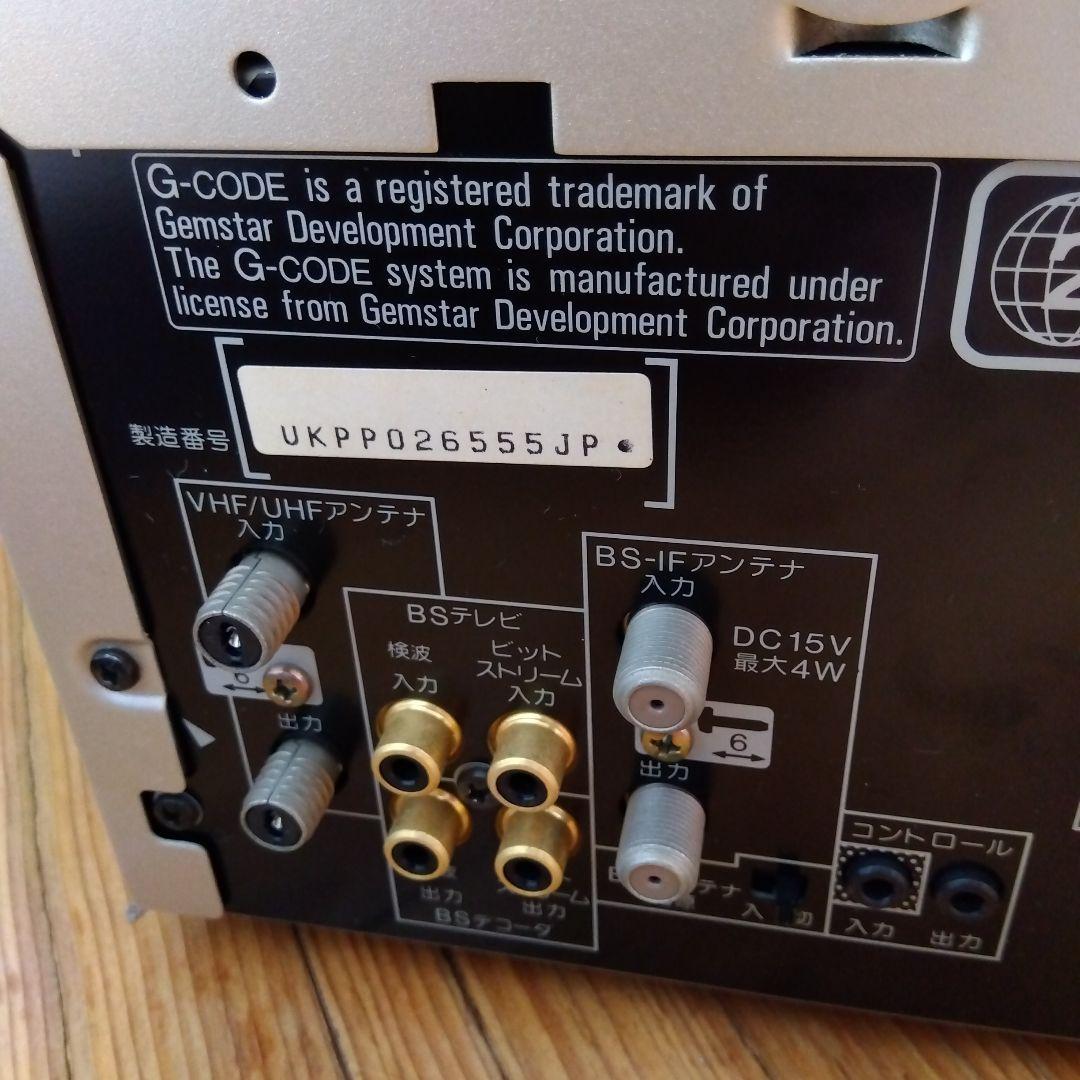 G-CODE is a registered trademark of
Gemstar Development Corporation.
The G-CODE system is manufactured under
license from Gemstar Development Corporation.
製造番号
UKPP026555JP
VHF/UHFアンテナ
入力
6
出力
BSテレビ
検波
入力
ビット
ストリーム
入力
出力
出力
BSデコーダ
BS-IFアンテナ
入力
DC15V
最大4W
6
出力
入
切
コントロール
入力
出力